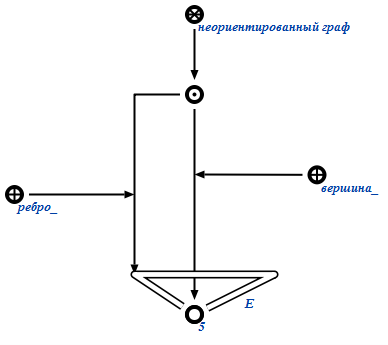 неориентированный граф
вершина_
ребро_
E
5